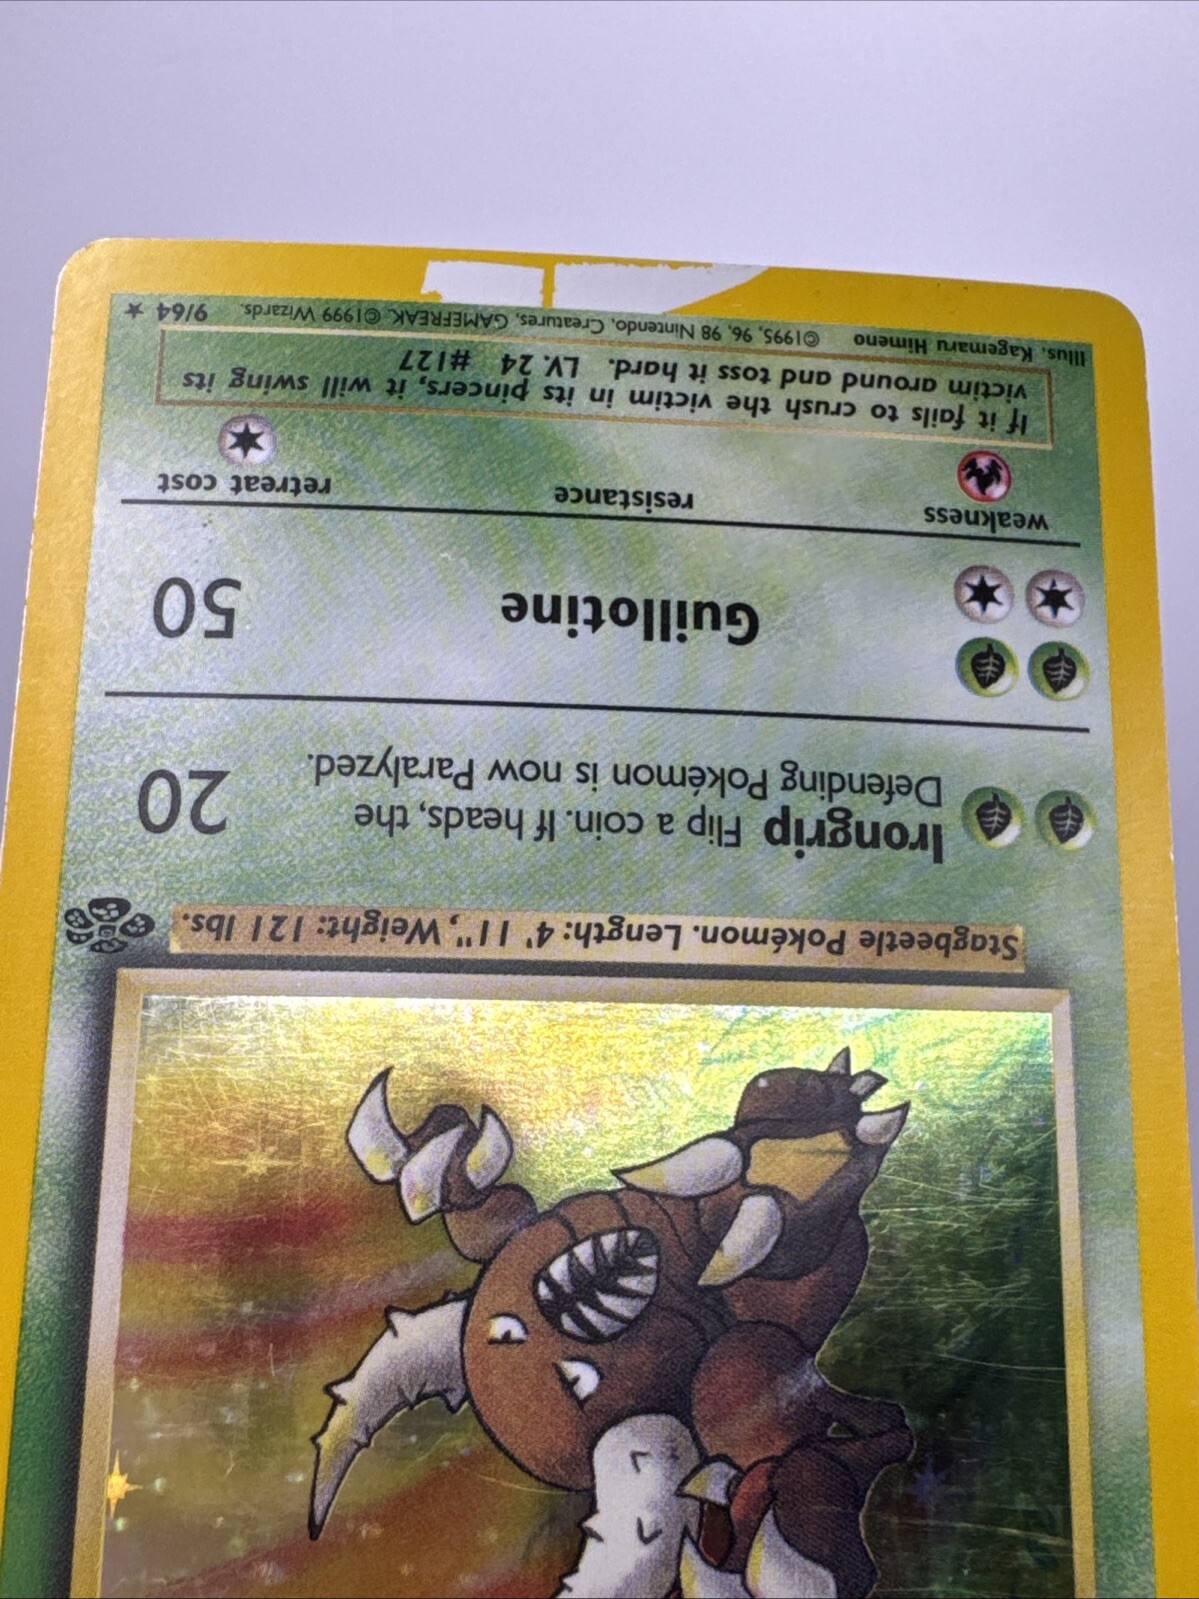 Stagbeetle Pokémon. Length: 4' 11", Weight: 121 lbs.
Irongrip Flip a coin. If heads, the
Defending Pokémon is now Paralyzed.
20
Guillotine
50
weakness
resistance
retreat cost
If it fails to crush the victim in its pincers, it will swing its
victim around and toss it hard. LV. 24 #127
Illus. Kagemaru Himeno ©1995, 96, 98 Nintendo, Creatures, GAMEFREAK. ©1999 Wizards. 9/64 ★